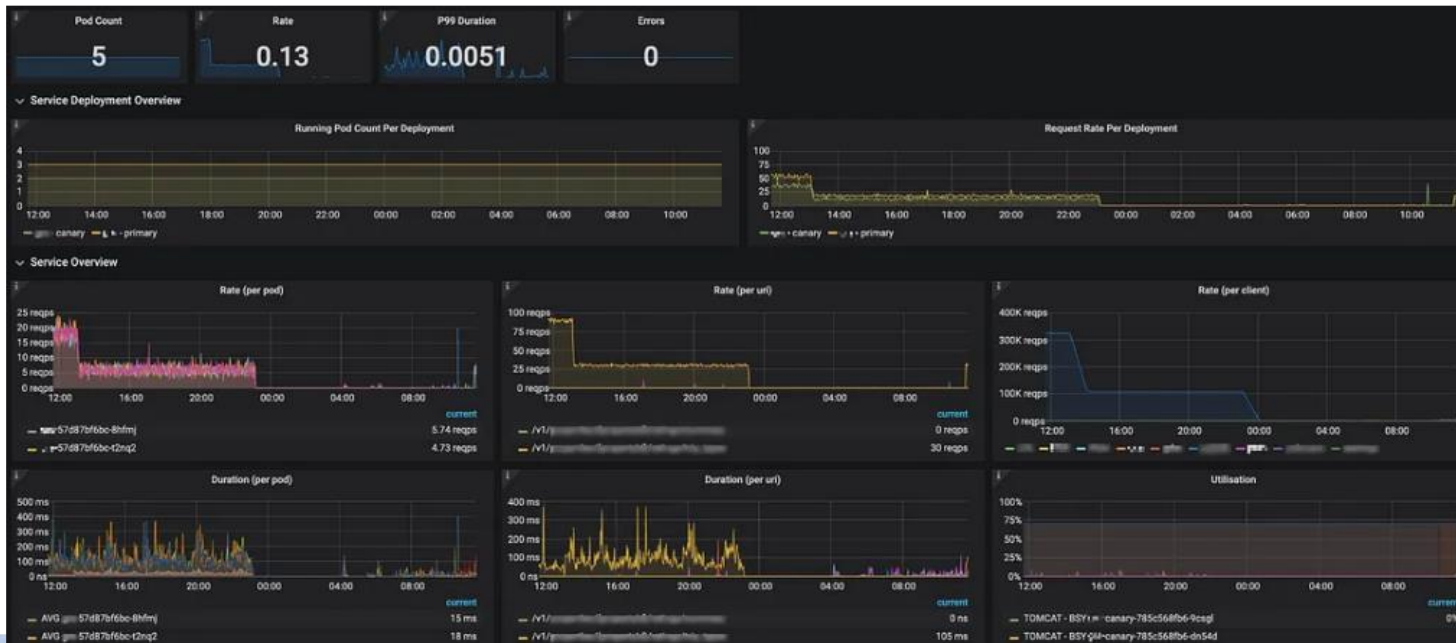 Pod Count Rate P99 Duration Errors
5 0.13 0.0051 0
Service Deployment Overview
Running Pod Count Per Deployment
4
3
2
1
0
12:00 14:00 16:00 18:00 20:00 22:00 00:00 02:00 04:00 06:00 08:00 10:00
canary primary
Request Rate Per Deployment
100
75
50
25
0
12:00 14:00 16:00 18:00 20:00 22:00 00:00 02:00 04:00 06:00 08:00 10:00
canary primary
Service Overview
Rate (per pod)
25 reqps
20 reqps
15 reqps
10 reqps
5 reqps
0 reqps
12:00 16:00 20:00 00:00 04:00 08:00
current
57d87bf6bc-8hfmj 5.74 reqps
57d87bf6bc-t2nq2 4.73 reqps
Rate (per uri)
100 reqps
75 reqps
50 reqps
25 reqps
0 reqps
12:00 16:00 20:00 00:00 04:00 08:00
current
/v1/ 0 reqps
/v1/ 30 reqps
Rate (per client)
400K reqps
300K reqps
200K reqps
100K reqps
0 reqps
12:00 16:00 20:00 00:00 04:00 08:00
Duration (per pod)
500 ms
400 ms
300 ms
200 ms
100 ms
0 ns
12:00 16:00 20:00 00:00 04:00 08:00
current
AVG 57d87bf6bc-8hfmj 15 ms
AVG 57d87bf6bc-t2nq2 18 ms
Duration (per uri)
400 ms
300 ms
200 ms
100 ms
0 ns
12:00 16:00 20:00 00:00 04:00 08:00
current
/v1/ 0 ns
/v1/ 105 ms
Utilisation
100%
75%
50%
25%
0%
12:00 16:00 20:00 00:00 04:00 08:00
current
TOMCAT - BSY canary-785c568fb6-9csgl
TOMCAT - BSY canary-785c568fb6-dn54d